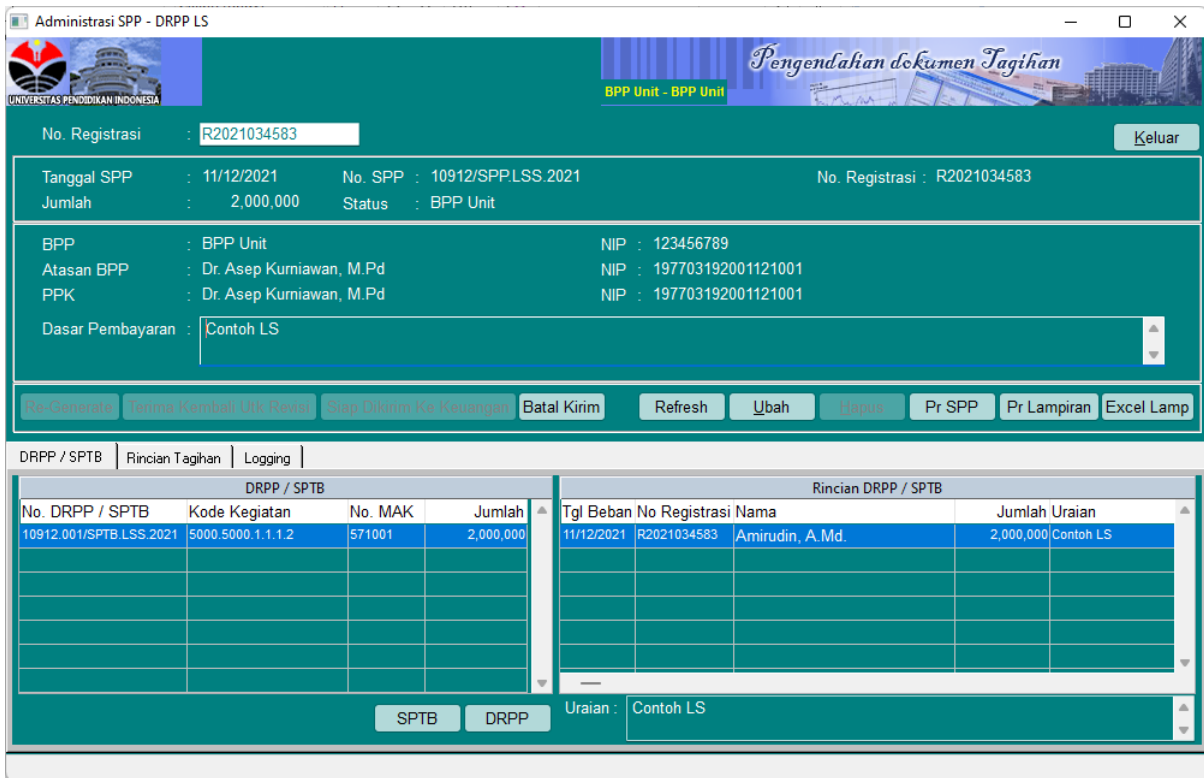 Administrasi SPP - DRPP LS
UNIVERSITAS PENDIDIKAN INDONESIA
Pengendalian dokumen Tagihan
BPP Unit - BPP Unit
No. Registrasi : R2021034583
Keluar
Tanggal SPP : 11/12/2021 No. SPP : 10912/SPP.LSS.2021 No. Registrasi : R2021034583
Jumlah : 2,000,000 Status : BPP Unit
BPP : BPP Unit NIP : 123456789
Atasan BPP : Dr. Asep Kurniawan, M.Pd NIP : 197703192001121001
PPK : Dr. Asep Kurniawan, M.Pd NIP : 197703192001121001
Dasar Pembayaran : Contoh LS
Re-Generate Terima Kembali Utk Revisi Siap Dikirim Ke Keuangan Batal Kirim Refresh Ubah Hapus Pr SPP Pr Lampiran Excel Lamp
DRPP / SPTB Rincian Tagihan Logging
DRPP / SPTB Rincian DRPP / SPTB
No. DRPP / SPTB Kode Kegiatan No. MAK Jumlah Tgl Beban No Registrasi Nama Jumlah Uraian
10912.001/SPTB.LSS.2021 5000.5000.1.1.1.2 571001 2,000,000 11/12/2021 R2021034583 Amirudin, A.Md. 2,000,000 Contoh LS
SPTB DRPP Uraian : Contoh LS